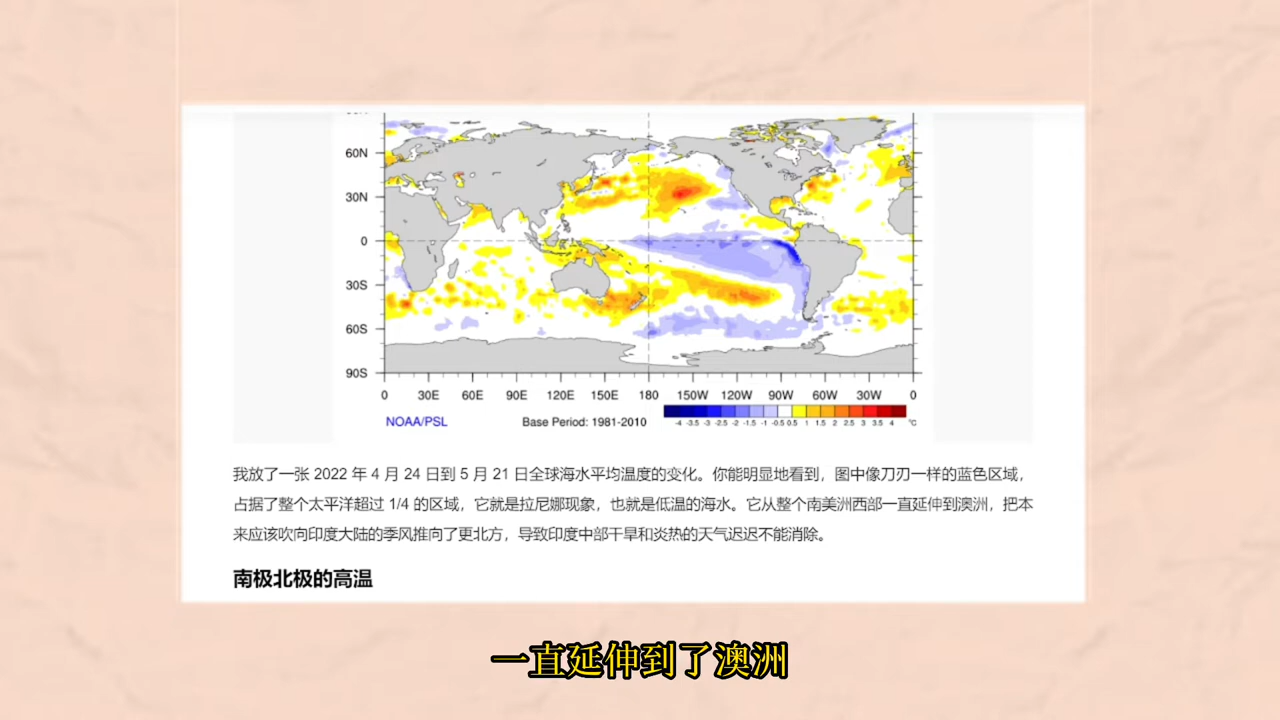 60N
30N
0
30S
60S
90S
0 30E 60E 90E 120E 150E 180 150W 120W 90W 60W 30W 0
NOAA/PSL
Base Period: 1981-2010
-4 -3.5 -3 -2.5 -2 -1.5 -1 -0.5 0.5 1 1.5 2 2.5 3 3.5 4 °C
我放了一张 2022 年 4 月 24 日到 5 月 21 日全球海水平均温度的变化。你能明显地看到，图中像刀刃一样的蓝色区域，
占据了整个太平洋超过 1/4 的区域，它就是拉尼娜现象，也就是低温的海水。它从整个南美洲西部一直延伸到澳洲，把本
来应该吹向印度大陆的季风推向了更北方，导致印度中部干旱和炎热的天气迟迟不能消除。
南极北极的高温
一直延伸到了澳洲